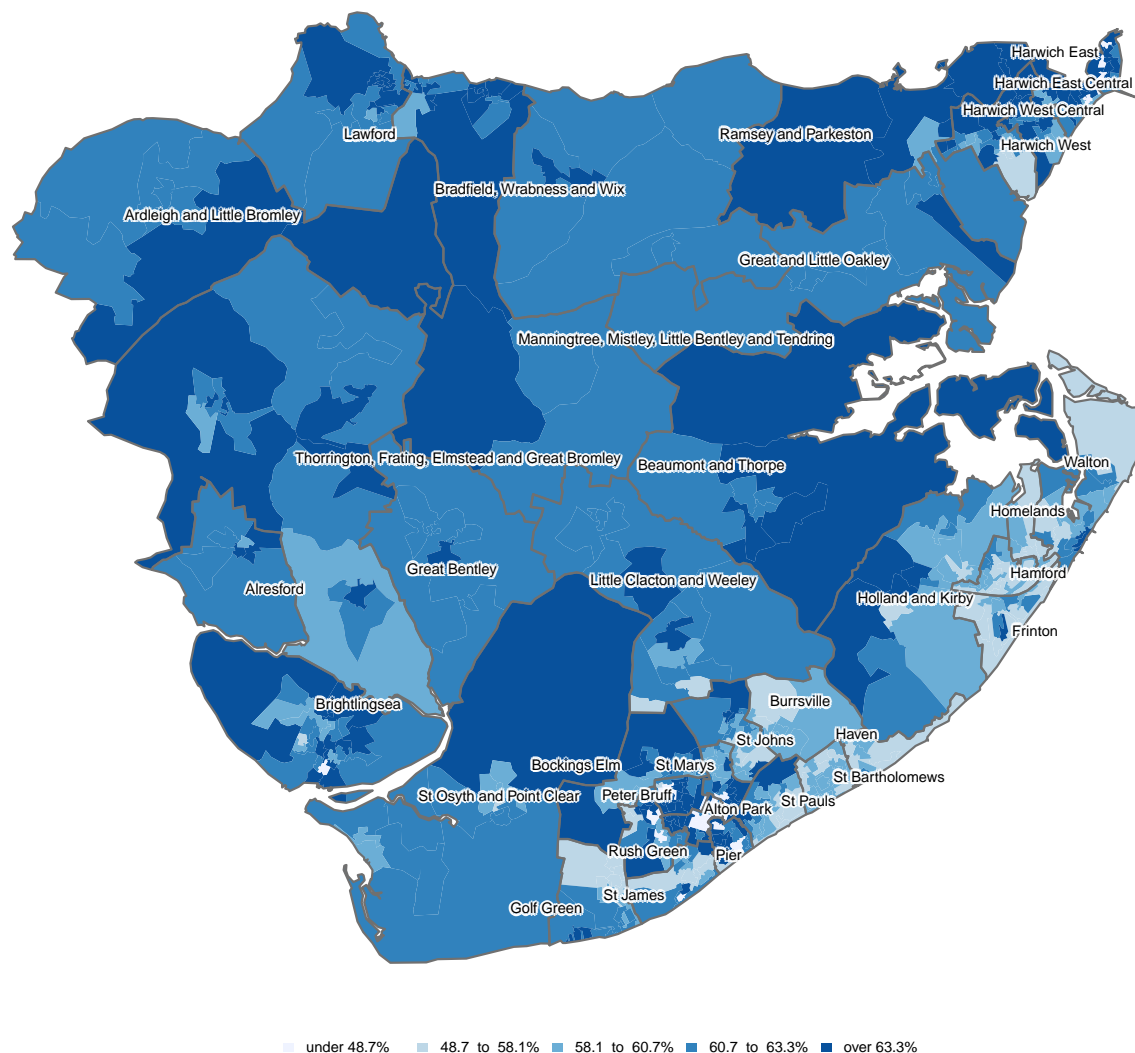 Harwich East
Harwich East Central
Harwich West Central
Lawford
Ramsey and Parkeston
Harwich West
Bradfield, Wrabness and Wix
Ardleigh and Little Bromley
Great and Little Oakley
Manningtree, Mistley, Little Bentley and Tendring
Thorrington, Frating, Elmstead and Great Bromley
Beaumont and Thorpe
Walton
Homelands
Great Bentley
Hamford
Little Clacton and Weeley
Alresford
Holland and Kirby
Frinton
Burrsville
Brightlingsea
Haven
St Johns
Bockings Elm
St Marys
St Bartholomews
St Osyth and Point Clear
Peter Bruff
St Pauls
Alton Park
Rush Green
Pier
St James
Golf Green
under 48.7% 48.7 to 58.1% 58.1 to 60.7% 60.7 to 63.3% over 63.3%